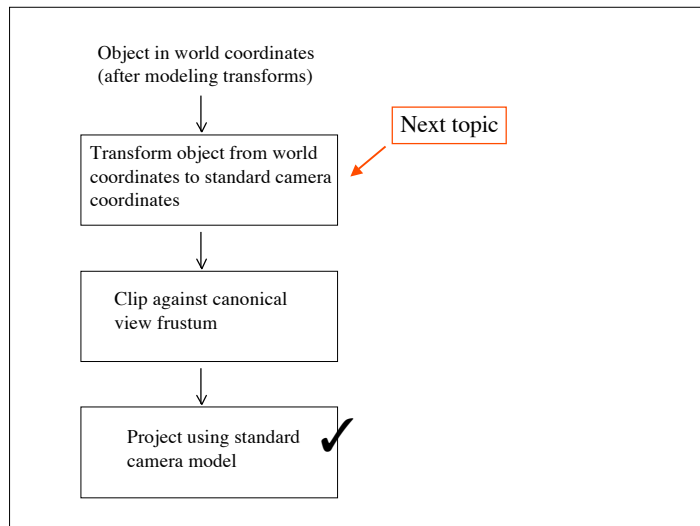 Object in world coordinates
(after modeling transforms)
Next topic
Transform object from world
coordinates to standard camera
coordinates
Clip against canonical
view frustum
Project using standard
camera model